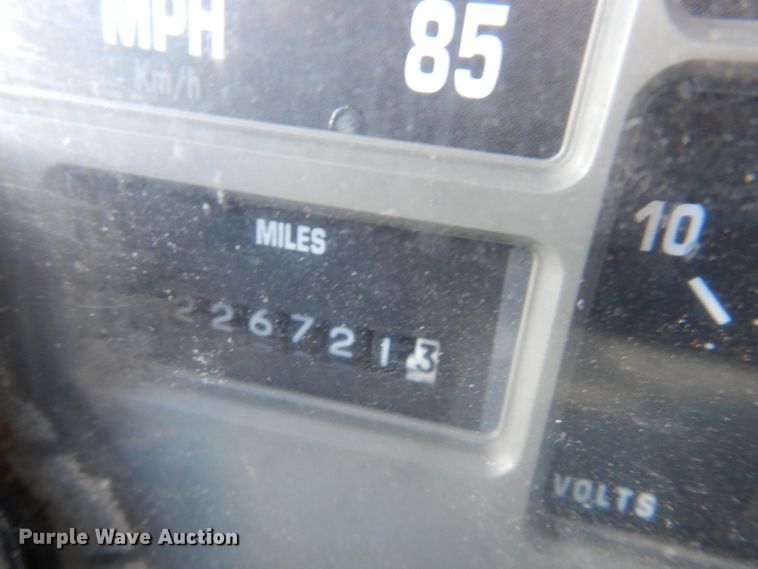 MPH
Km/h
85
MILES
2267213
10
VOLTS
Purple Wave Auction